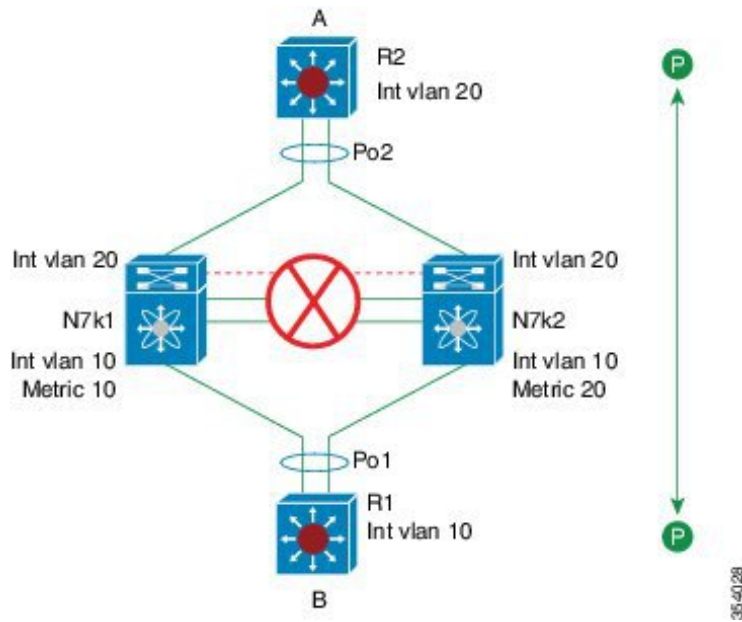 A
R2
Int vlan 20
P
Po2
Int vlan 20
Int vlan 20
N7k1
N7k2
Int vlan 10
Metric 10
Int vlan 10
Metric 20
Po1
R1
Int vlan 10
P
B
354028